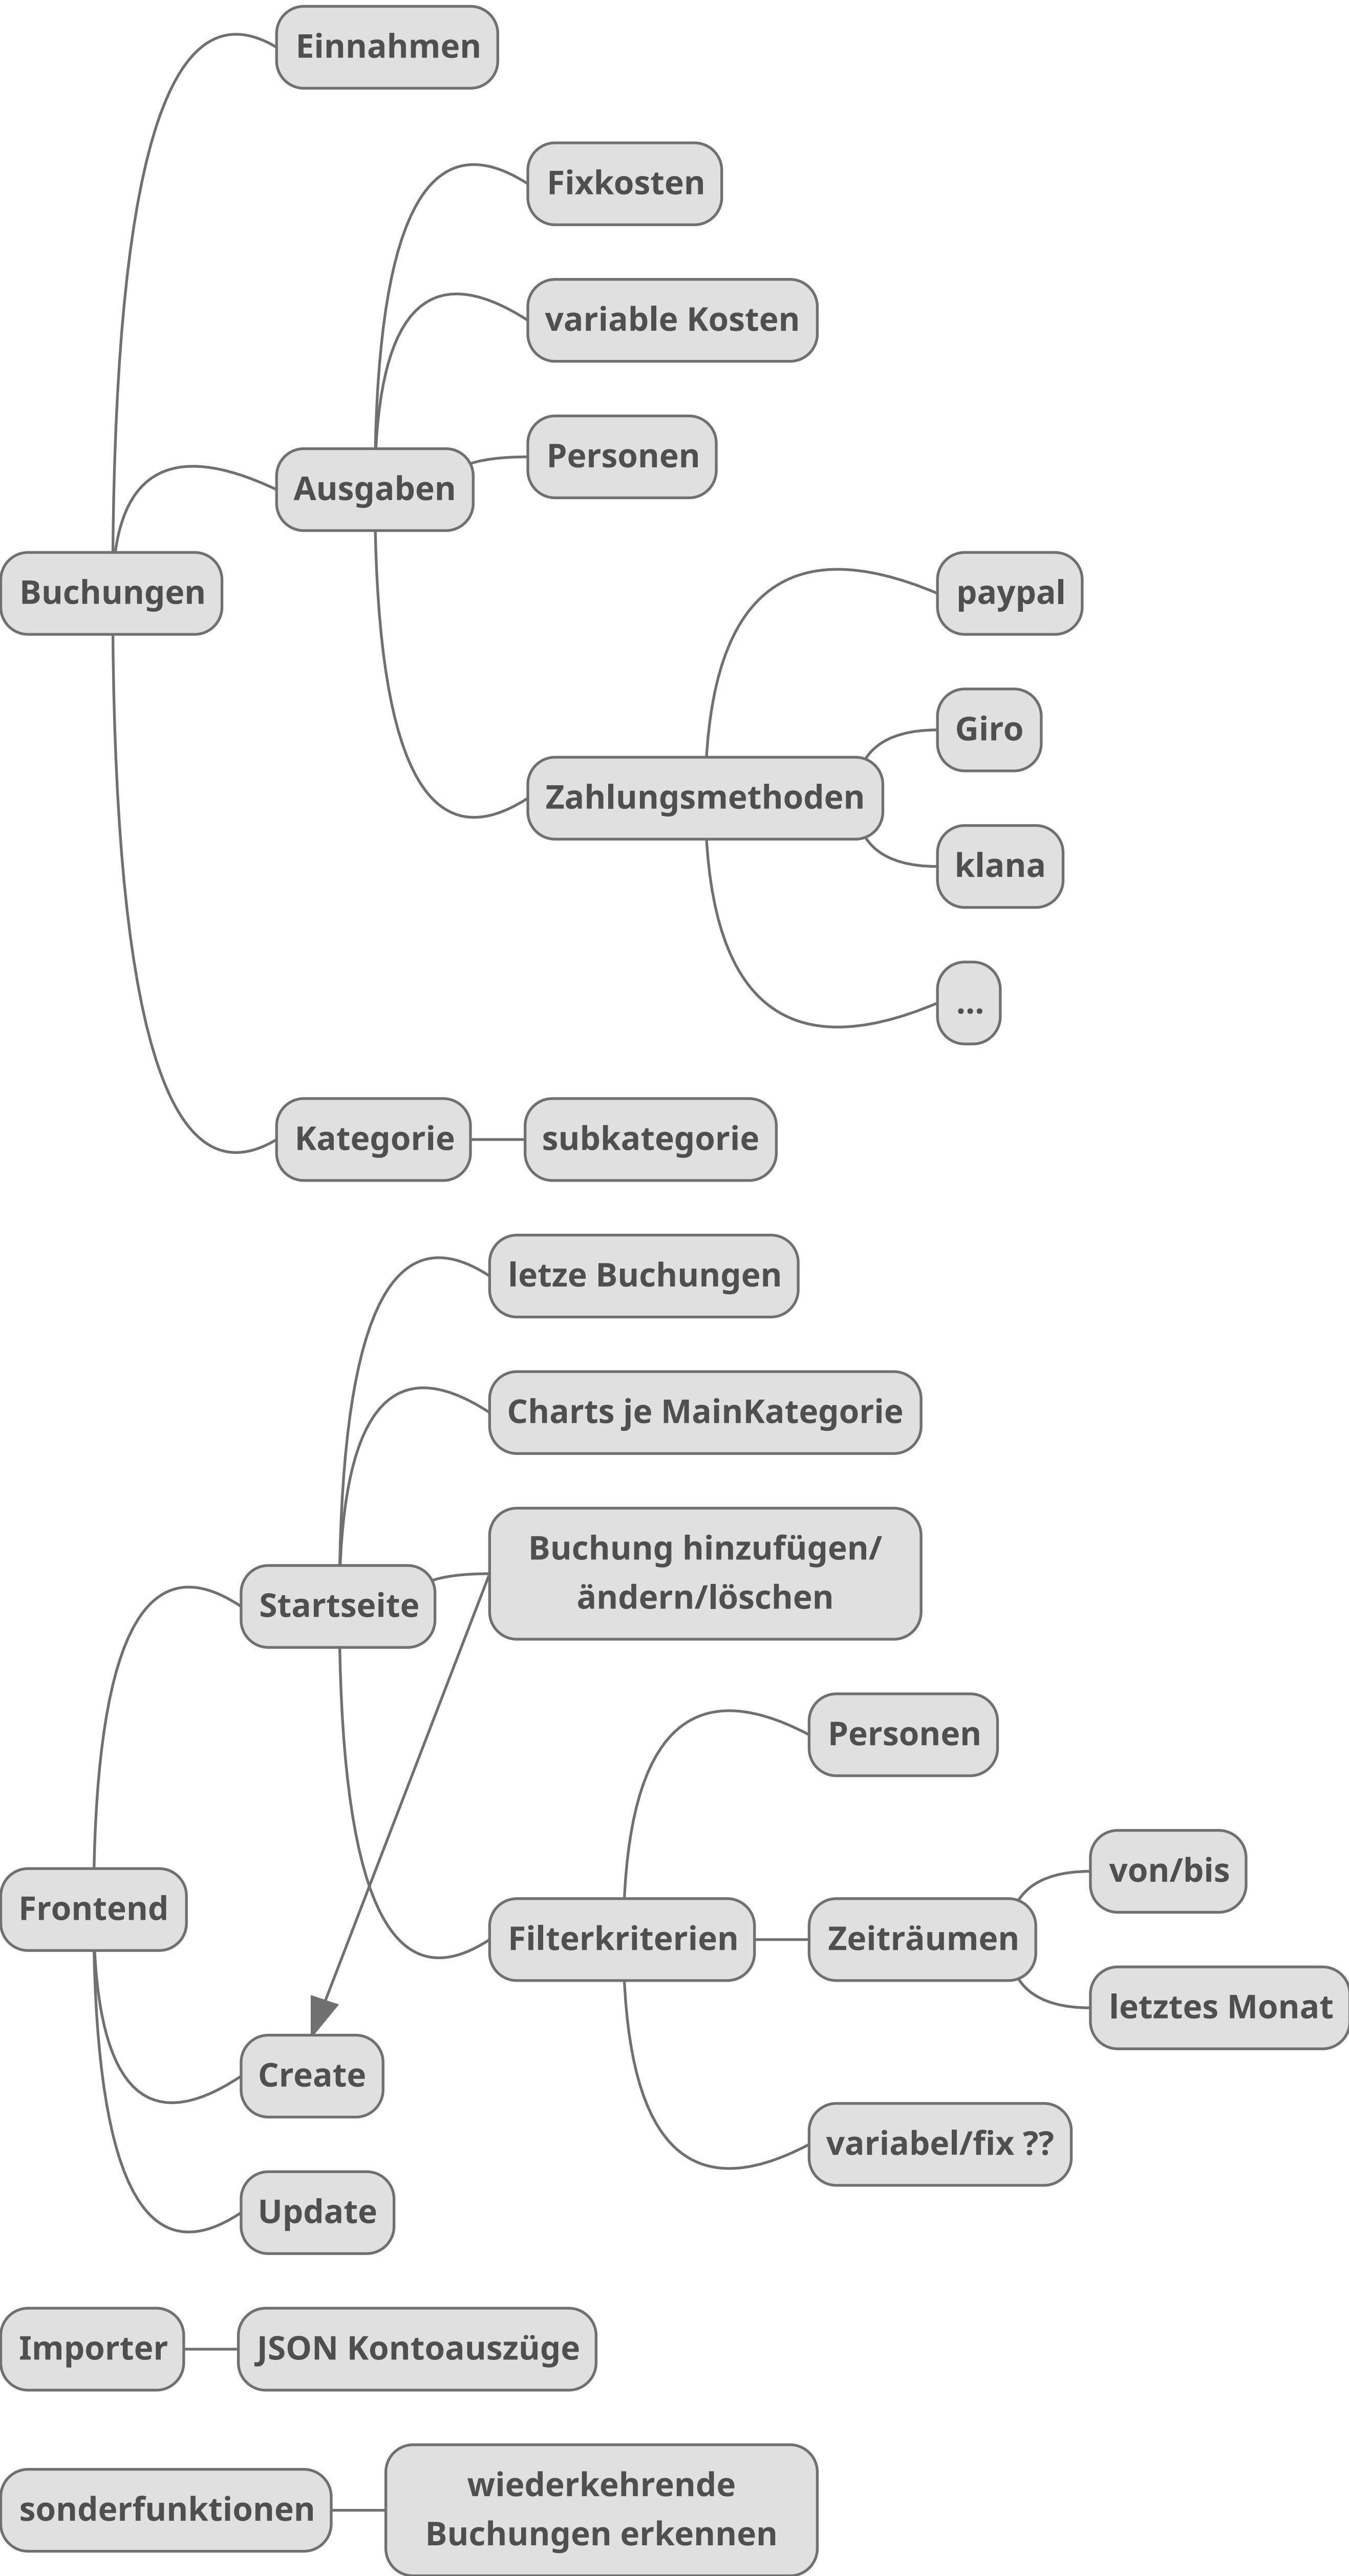 Einnahmen
Fixkosten
variable Kosten
Personen
Ausgaben
Buchungen
paypal
Giro
Zahlungsmethoden
klana
...
Kategorie
subkategorie
letze Buchungen
Charts je MainKategorie
Buchung hinzufügen/
ändern/löschen
Startseite
Personen
von/bis
Frontend
Filterkriterien
Zeiträumen
letztes Monat
Create
variabel/fix ??
Update
Importer
JSON Kontoauszüge
sonderfunktionen
wiederkehrende
Buchungen erkennen